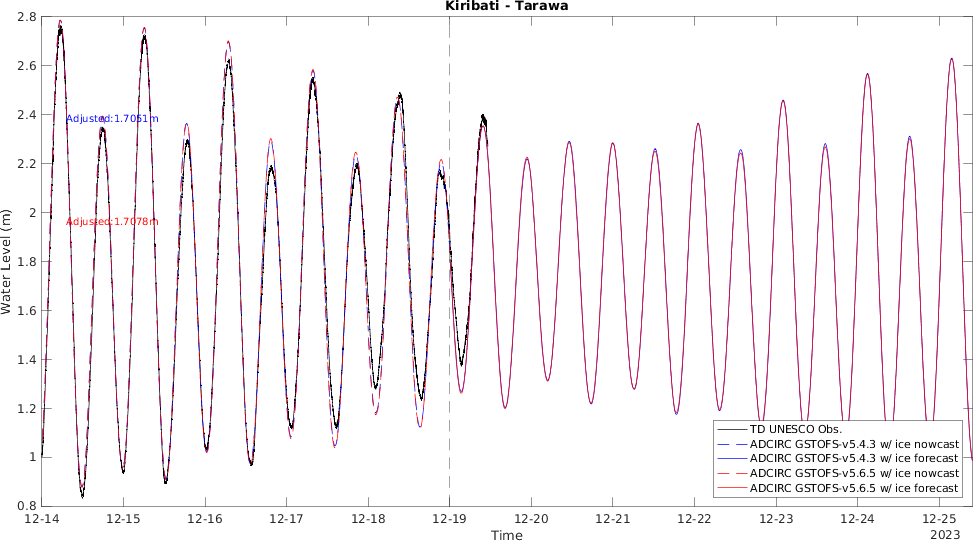 Kiribati - Tarawa
2.8
2.6
2.4
2.2
2
1.8
1.6
1.4
1.2
1
0.8
Water Level (m)
Adjusted:1.7051m
Adjusted:1.7078m
TD UNESCO Obs.
ADCIRC GSTOFS-v5.4.3 w/ ice nowcast
ADCIRC GSTOFS-v5.4.3 w/ ice forecast
ADCIRC GSTOFS-v5.6.5 w/ ice nowcast
ADCIRC GSTOFS-v5.6.5 w/ ice forecast
12-14 12-15 12-16 12-17 12-18 12-19 12-20 12-21 12-22 12-23 12-24 12-25
Time
2023